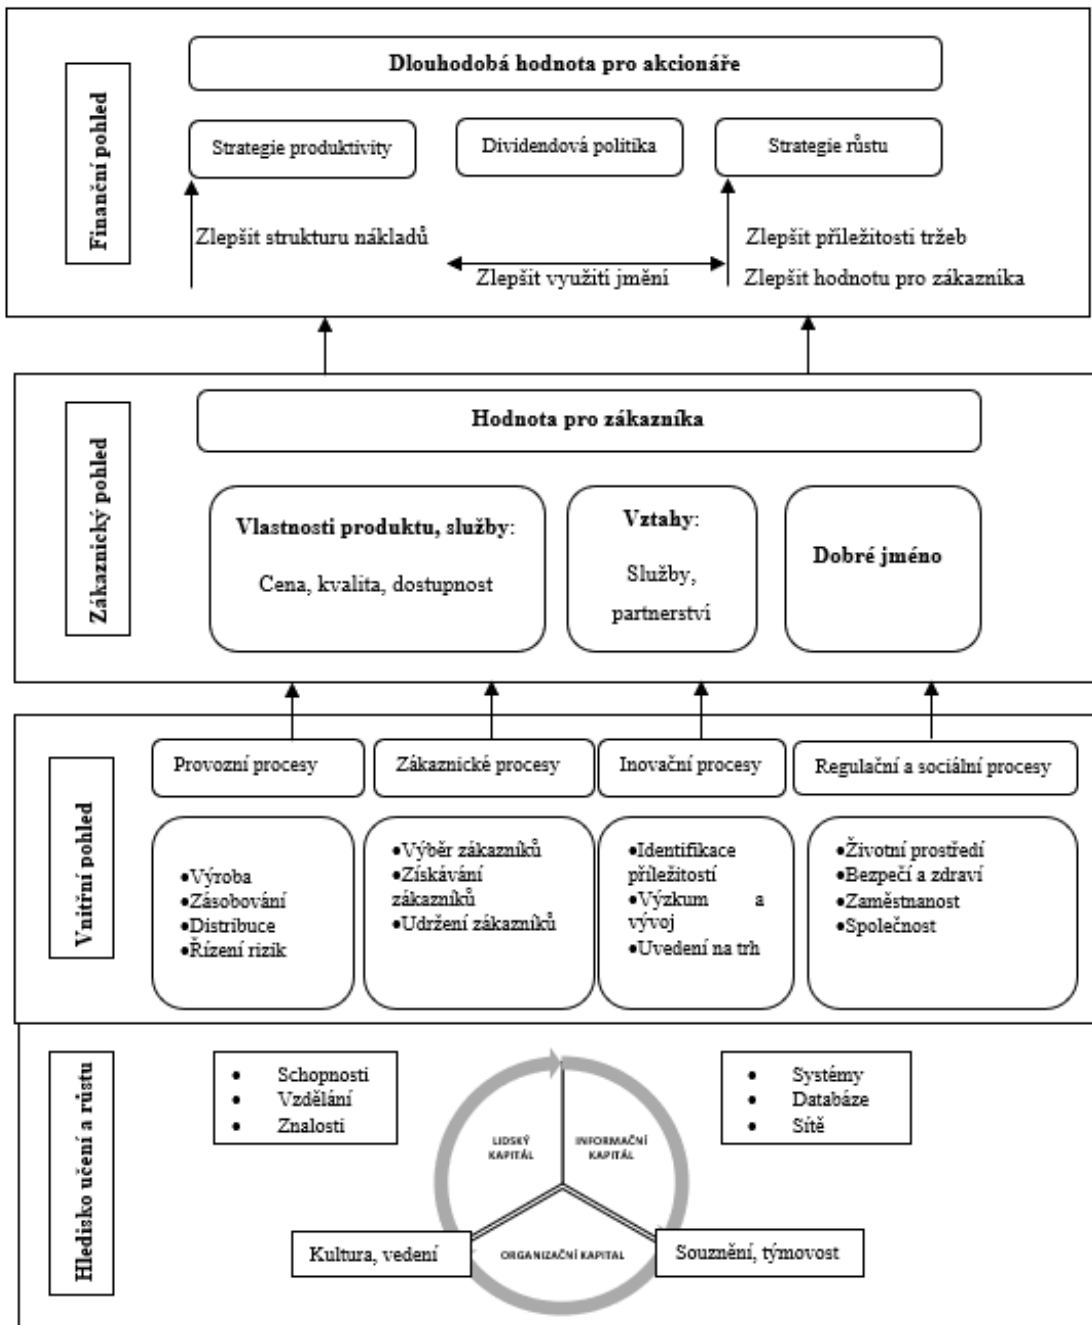 Finanční pohled
Dlouhodobá hodnota pro akcionáře
Strategie produktivity
Dividendová politika
Strategie růstu
Zlepšit strukturu nákladů
Zlepšit využití jmění
Zlepšit příležitosti tržeb
Zlepšit hodnotu pro zákazníka
Zákaznický pohled
Hodnota pro zákazníka
Vlastnosti produktu, služby:
Cena, kvalita, dostupnost
Vztahy:
Služby,
partnerství
Dobré jméno
Vnitřní pohled
Provozní procesy
Zákaznické procesy
Inovační procesy
Regulační a sociální procesy
•Výroba
•Zásobování
•Distribuce
•Řízení rizik
•Výběr zákazníků
•Získávání
zákazníků
•Udržení zákazníků
•Identifikace
příležitostí
•Výzkum a
vývoj
•Uvedení na trh
•Životní prostředí
•Bezpečí a zdraví
•Zaměstnanost
•Společnost
Hledisko učení a růstu
• Schopnosti
• Vzdělání
• Znalosti
• Systémy
• Databáze
• Sítě
LIDSKÝ
KAPITÁL
INFORMAČNÍ
KAPITÁL
ORGANIZAČNÍ KAPITAL
Kultura, vedení
Souznění, týmovost